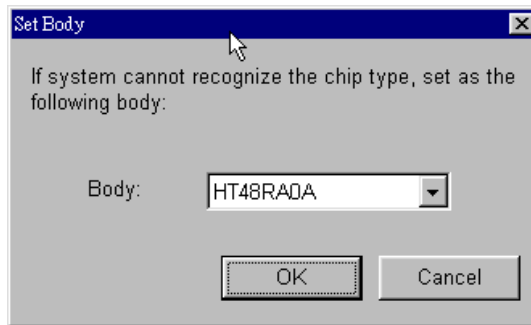 Set Body
If system cannot recognize the chip type, set as the
following body:
Body: HT48RA0A
OK Cancel